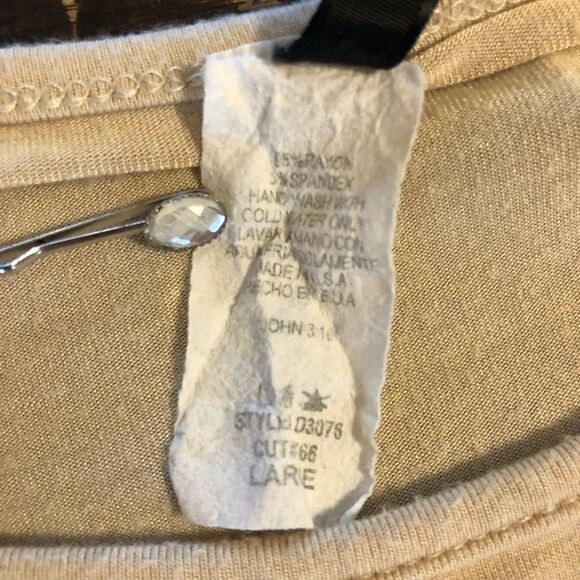 95%RAYON
5%SPANDEX
HAND WASH WITH
COLD WATER ONLY
LAVAR AMANO CON
AGUA FRIA SOLAMENTE
MADE IN U.S.A.
HECHO EN E.U.A
JOHN 3:16
STYLE: D3076
CUT#66
LARE